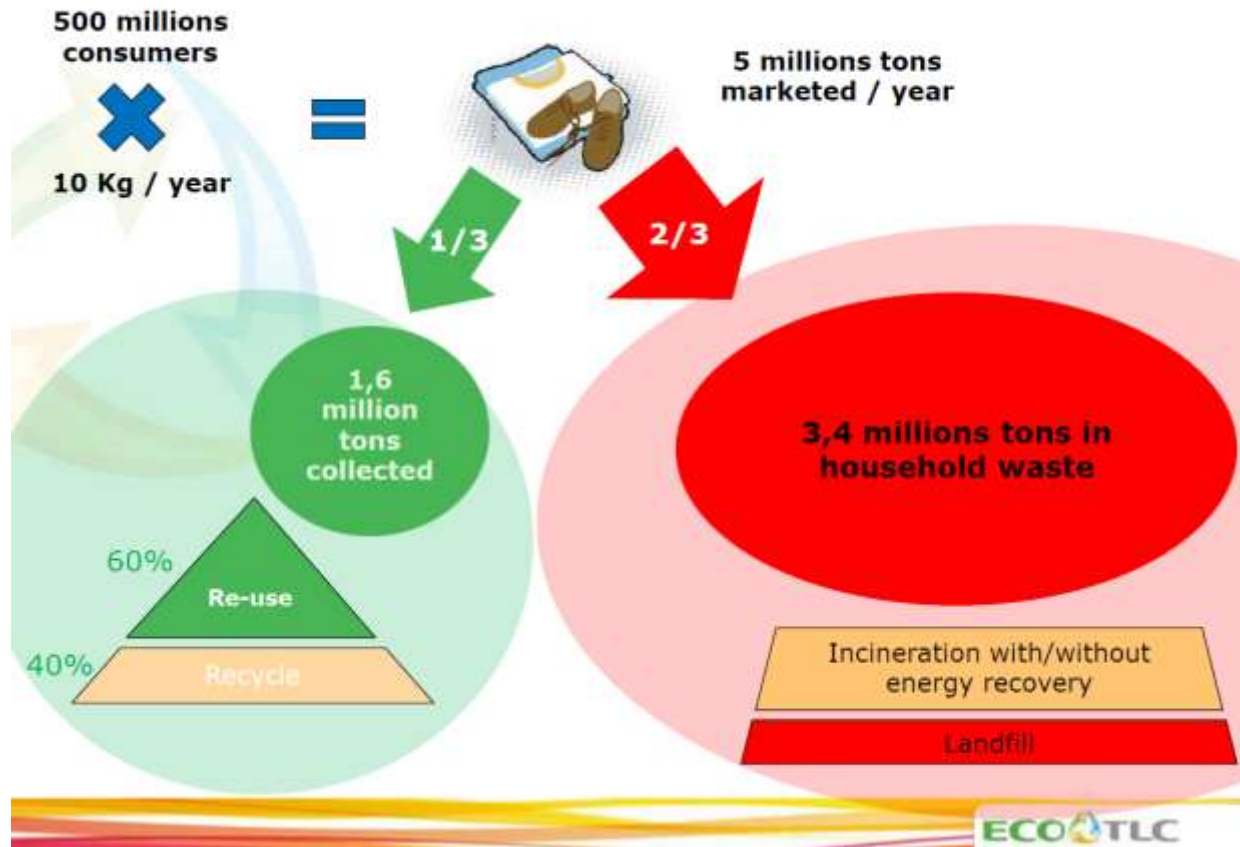 500 millions
consumers
10 Kg / year
5 millions tons
marketed / year
1/3
2/3
1,6
million
tons
collected
3,4 millions tons in
household waste
60%
Re-use
40%
Recycle
Incineration with/without
energy recovery
Landfill
ECO TLC